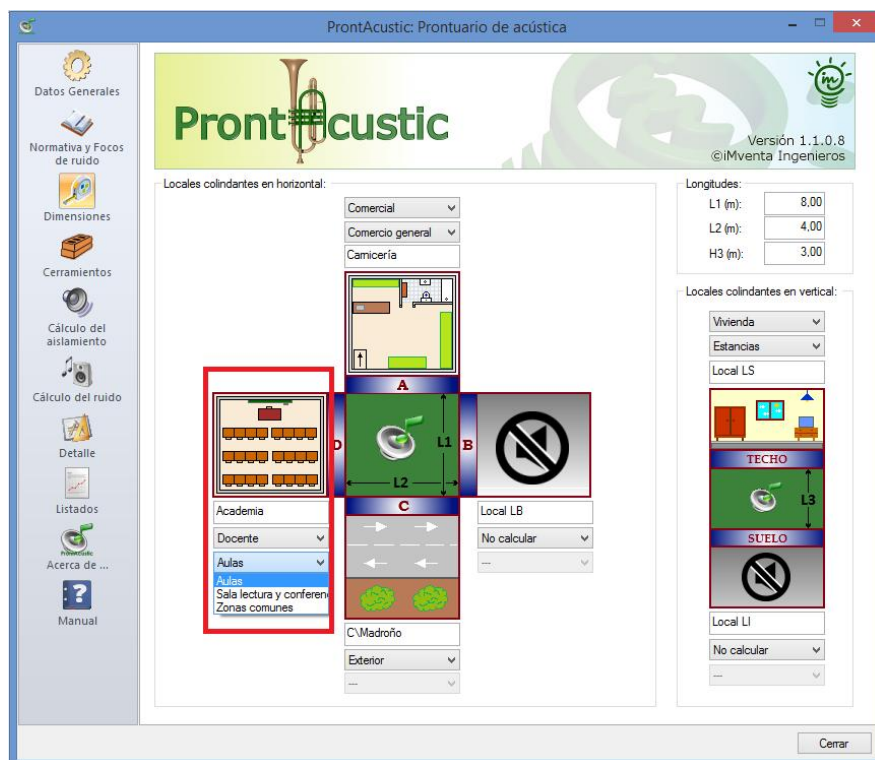 ProntAcustic: Prontuario de acústica
Datos Generales
Normativa y Focos
de ruido
Dimensiones
Cerramientos
Cálculo del
aislamiento
Cálculo del ruido
Detalle
Listados
Acerca de ...
Manual
ProntAcustic
Versión 1.1.0.8
©iMventa Ingenieros
Locales colindantes en horizontal:
Comercial
Comercio general
Carnicería
A
D
L1
B
L2
C
Academia
Docente
Aulas
Aulas
Sala lectura y conferen
Zonas comunes
Local LB
No calcular
---
C\Madroño
Exterior
---
Longitudes:
L1 (m): 8,00
L2 (m): 4,00
H3 (m): 3,00
Locales colindantes en vertical:
Vivienda
Estancias
Local LS
TECHO
L3
SUELO
Local LI
No calcular
---
Cerrar